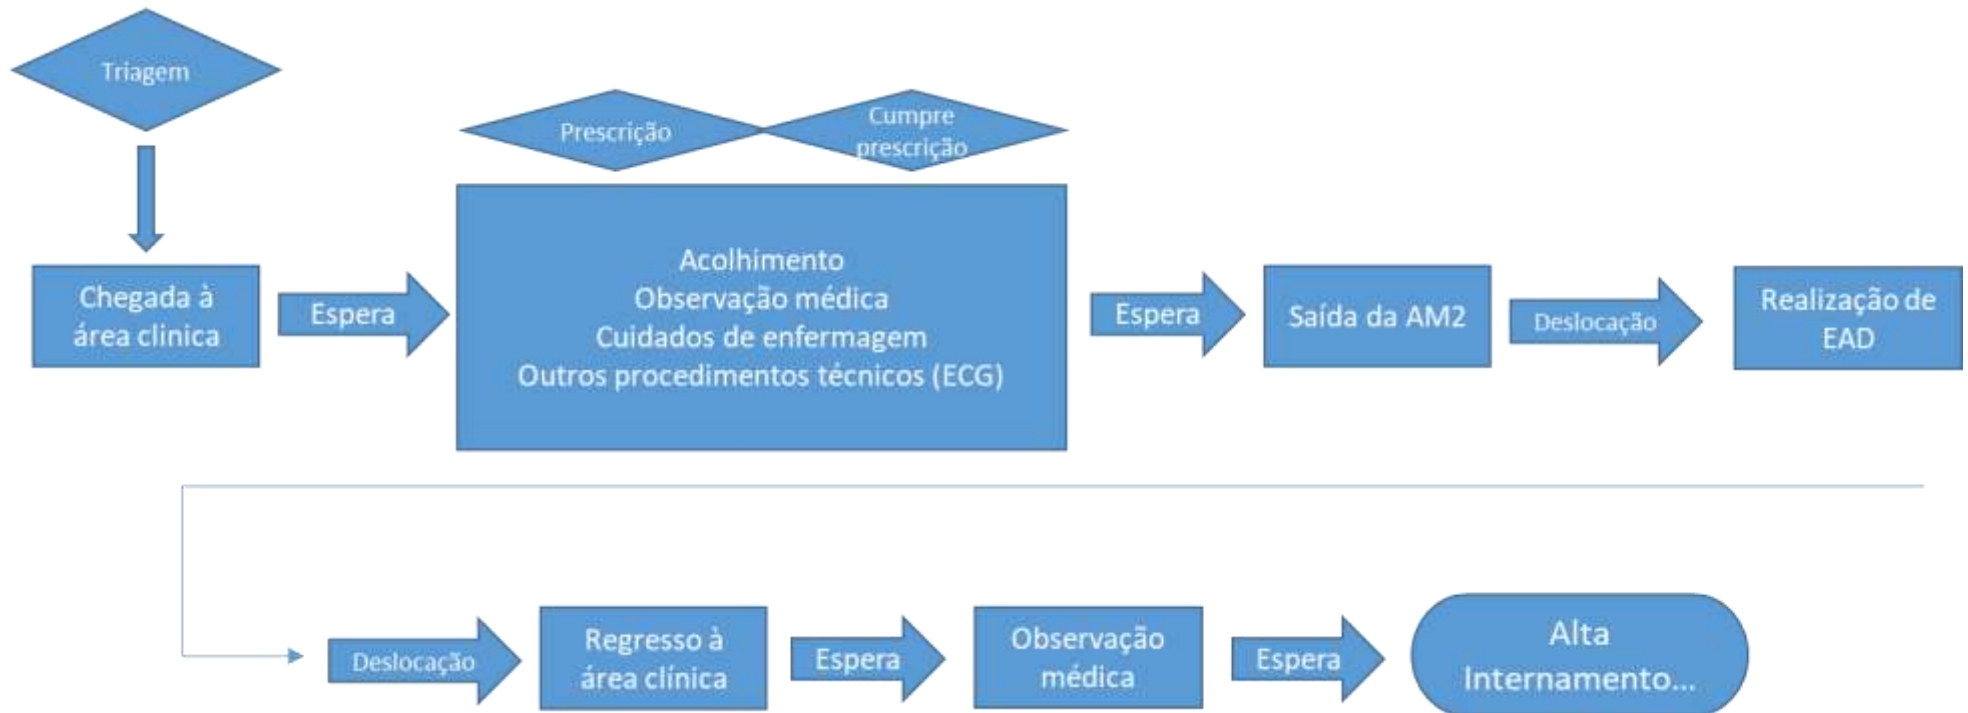 Triagem
Prescrição
Cumpre
prescrição
Chegada à
área clinica
Espera
Acolhimento
Observação médica
Cuidados de enfermagem
Outros procedimentos técnicos (ECG)
Espera
Saída da AM2
Deslocação
Realização de
EAD
Deslocação
Regresso à
área clínica
Espera
Observação
médica
Espera
Alta
Internamento...